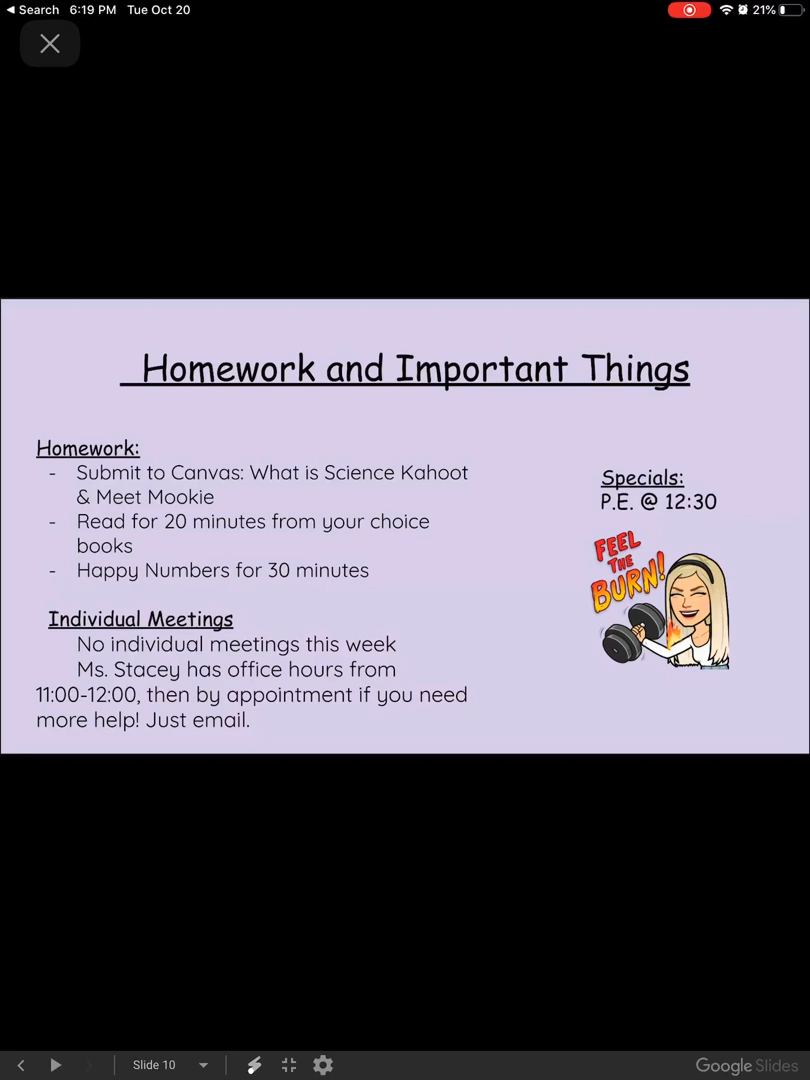 Search 6:19 PM Tue Oct 20 21%
Homework and Important Things
Homework:
- Submit to Canvas: What is Science Kahoot
& Meet Mookie
- Read for 20 minutes from your choice
books
- Happy Numbers for 30 minutes
Individual Meetings
No individual meetings this week
Ms. Stacey has office hours from
11:00-12:00, then by appointment if you need
more help! Just email.
Specials:
P.E. @ 12:30
FEEL
THE
BURN!
Slide 10
Google Slides